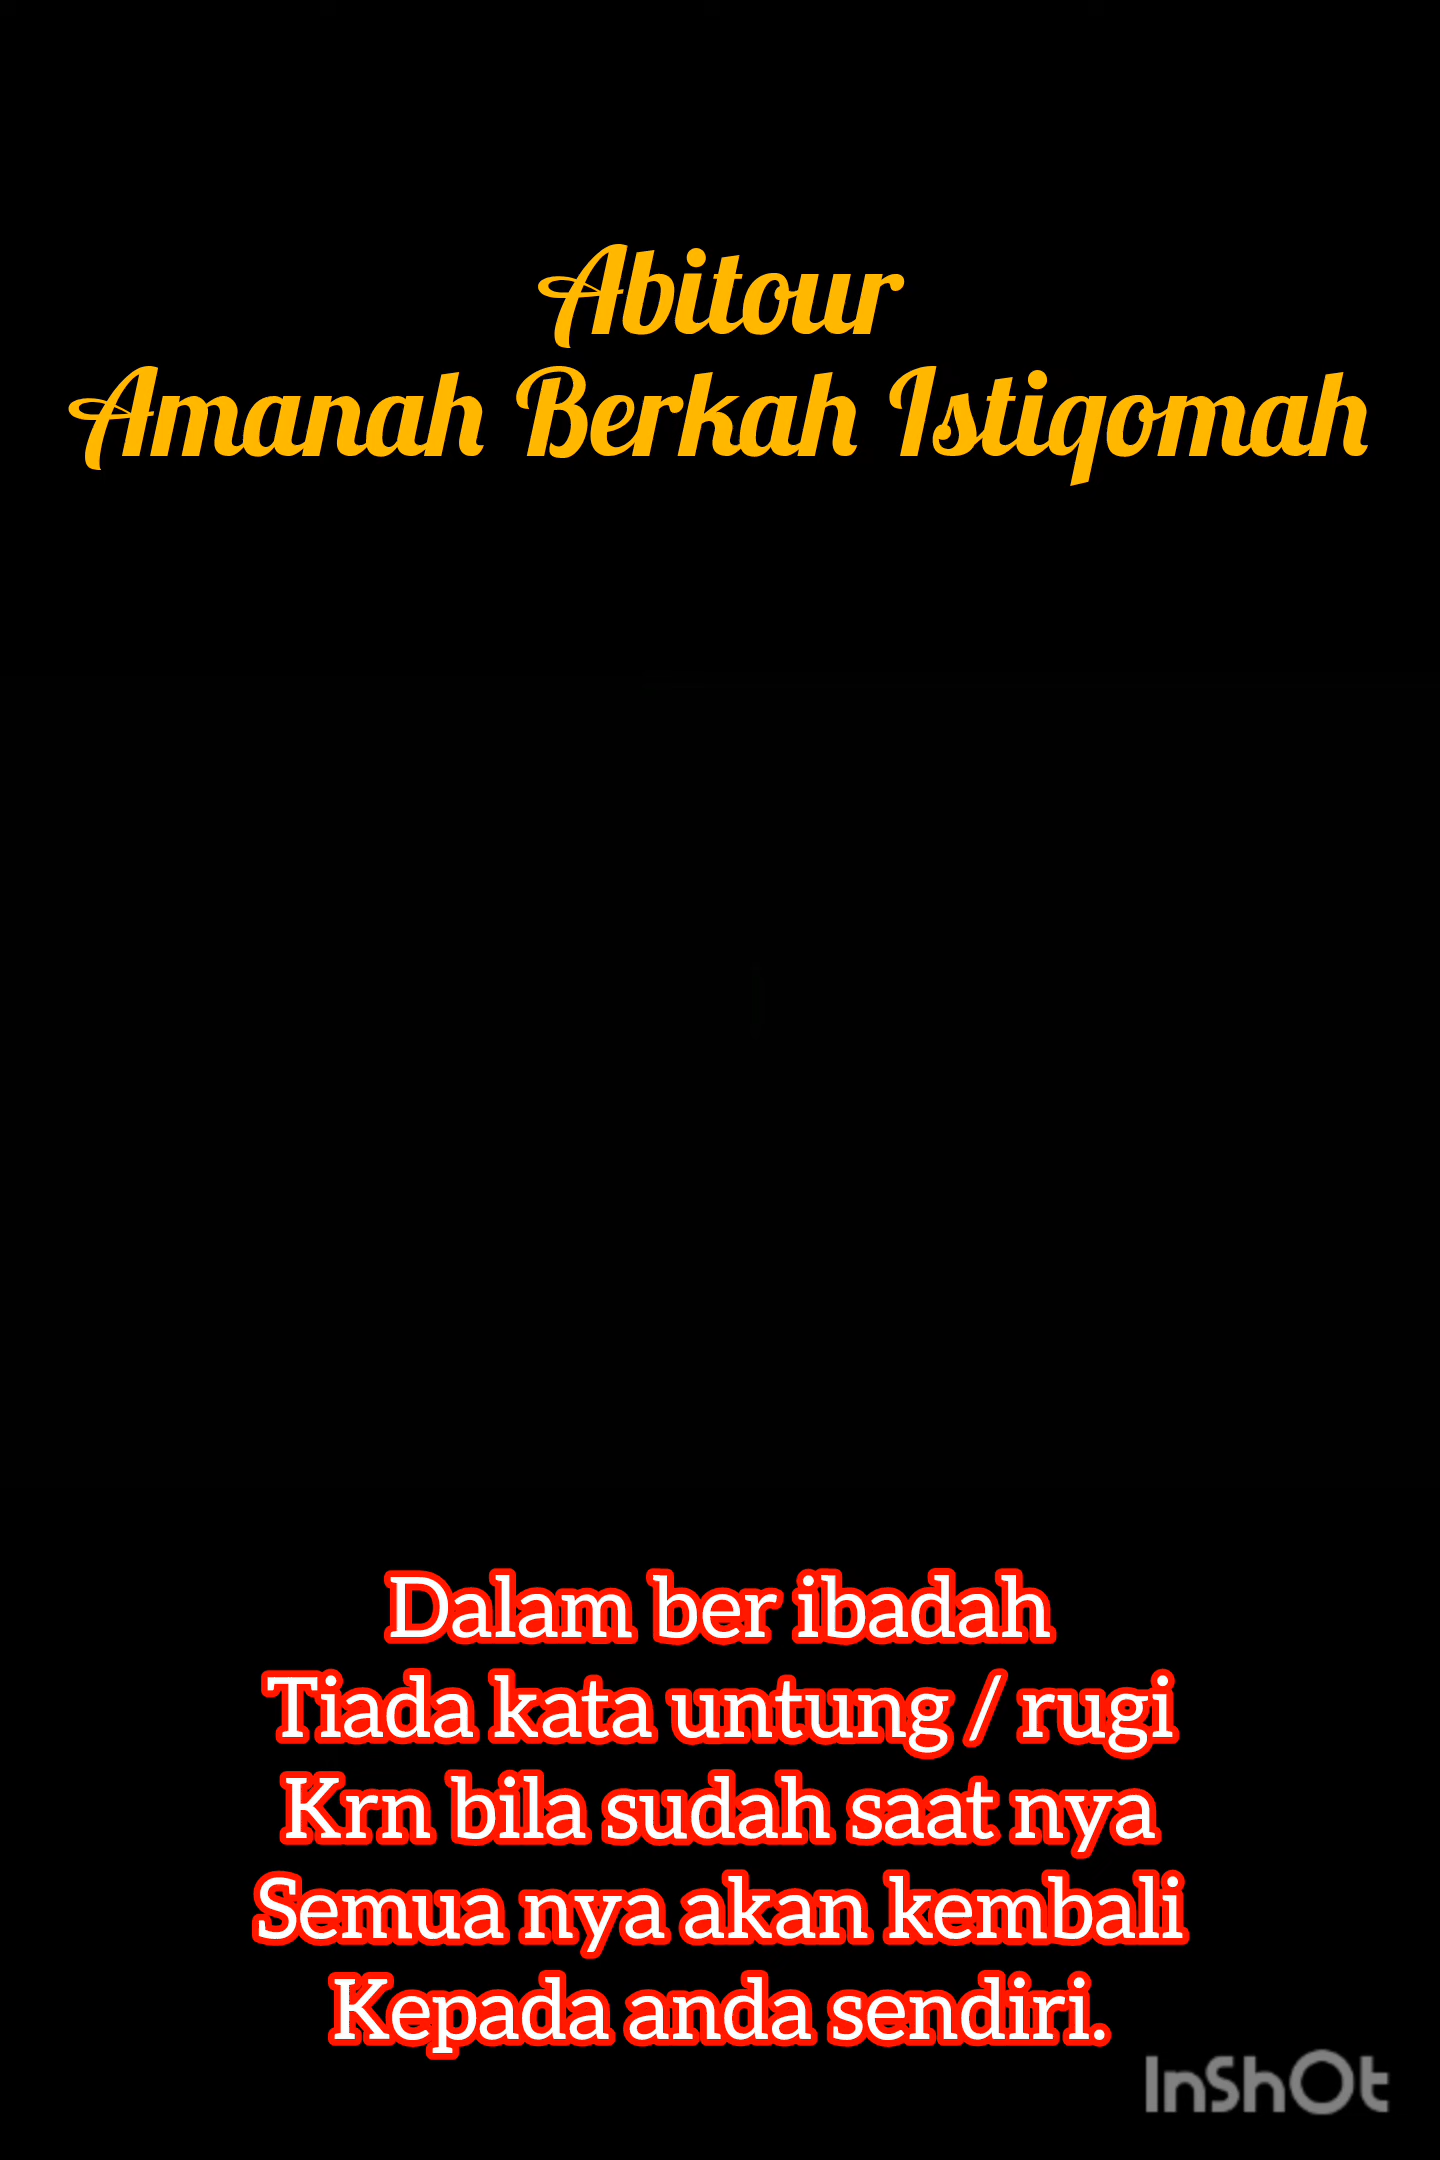 Abitour
Amanah Berkah Istiqomah
Dalam ber ibadah
Tiada kata untung / rugi
Krn bila sudah saat nya
Semua nya akan kembali
Kepada anda sendiri.
InShOt